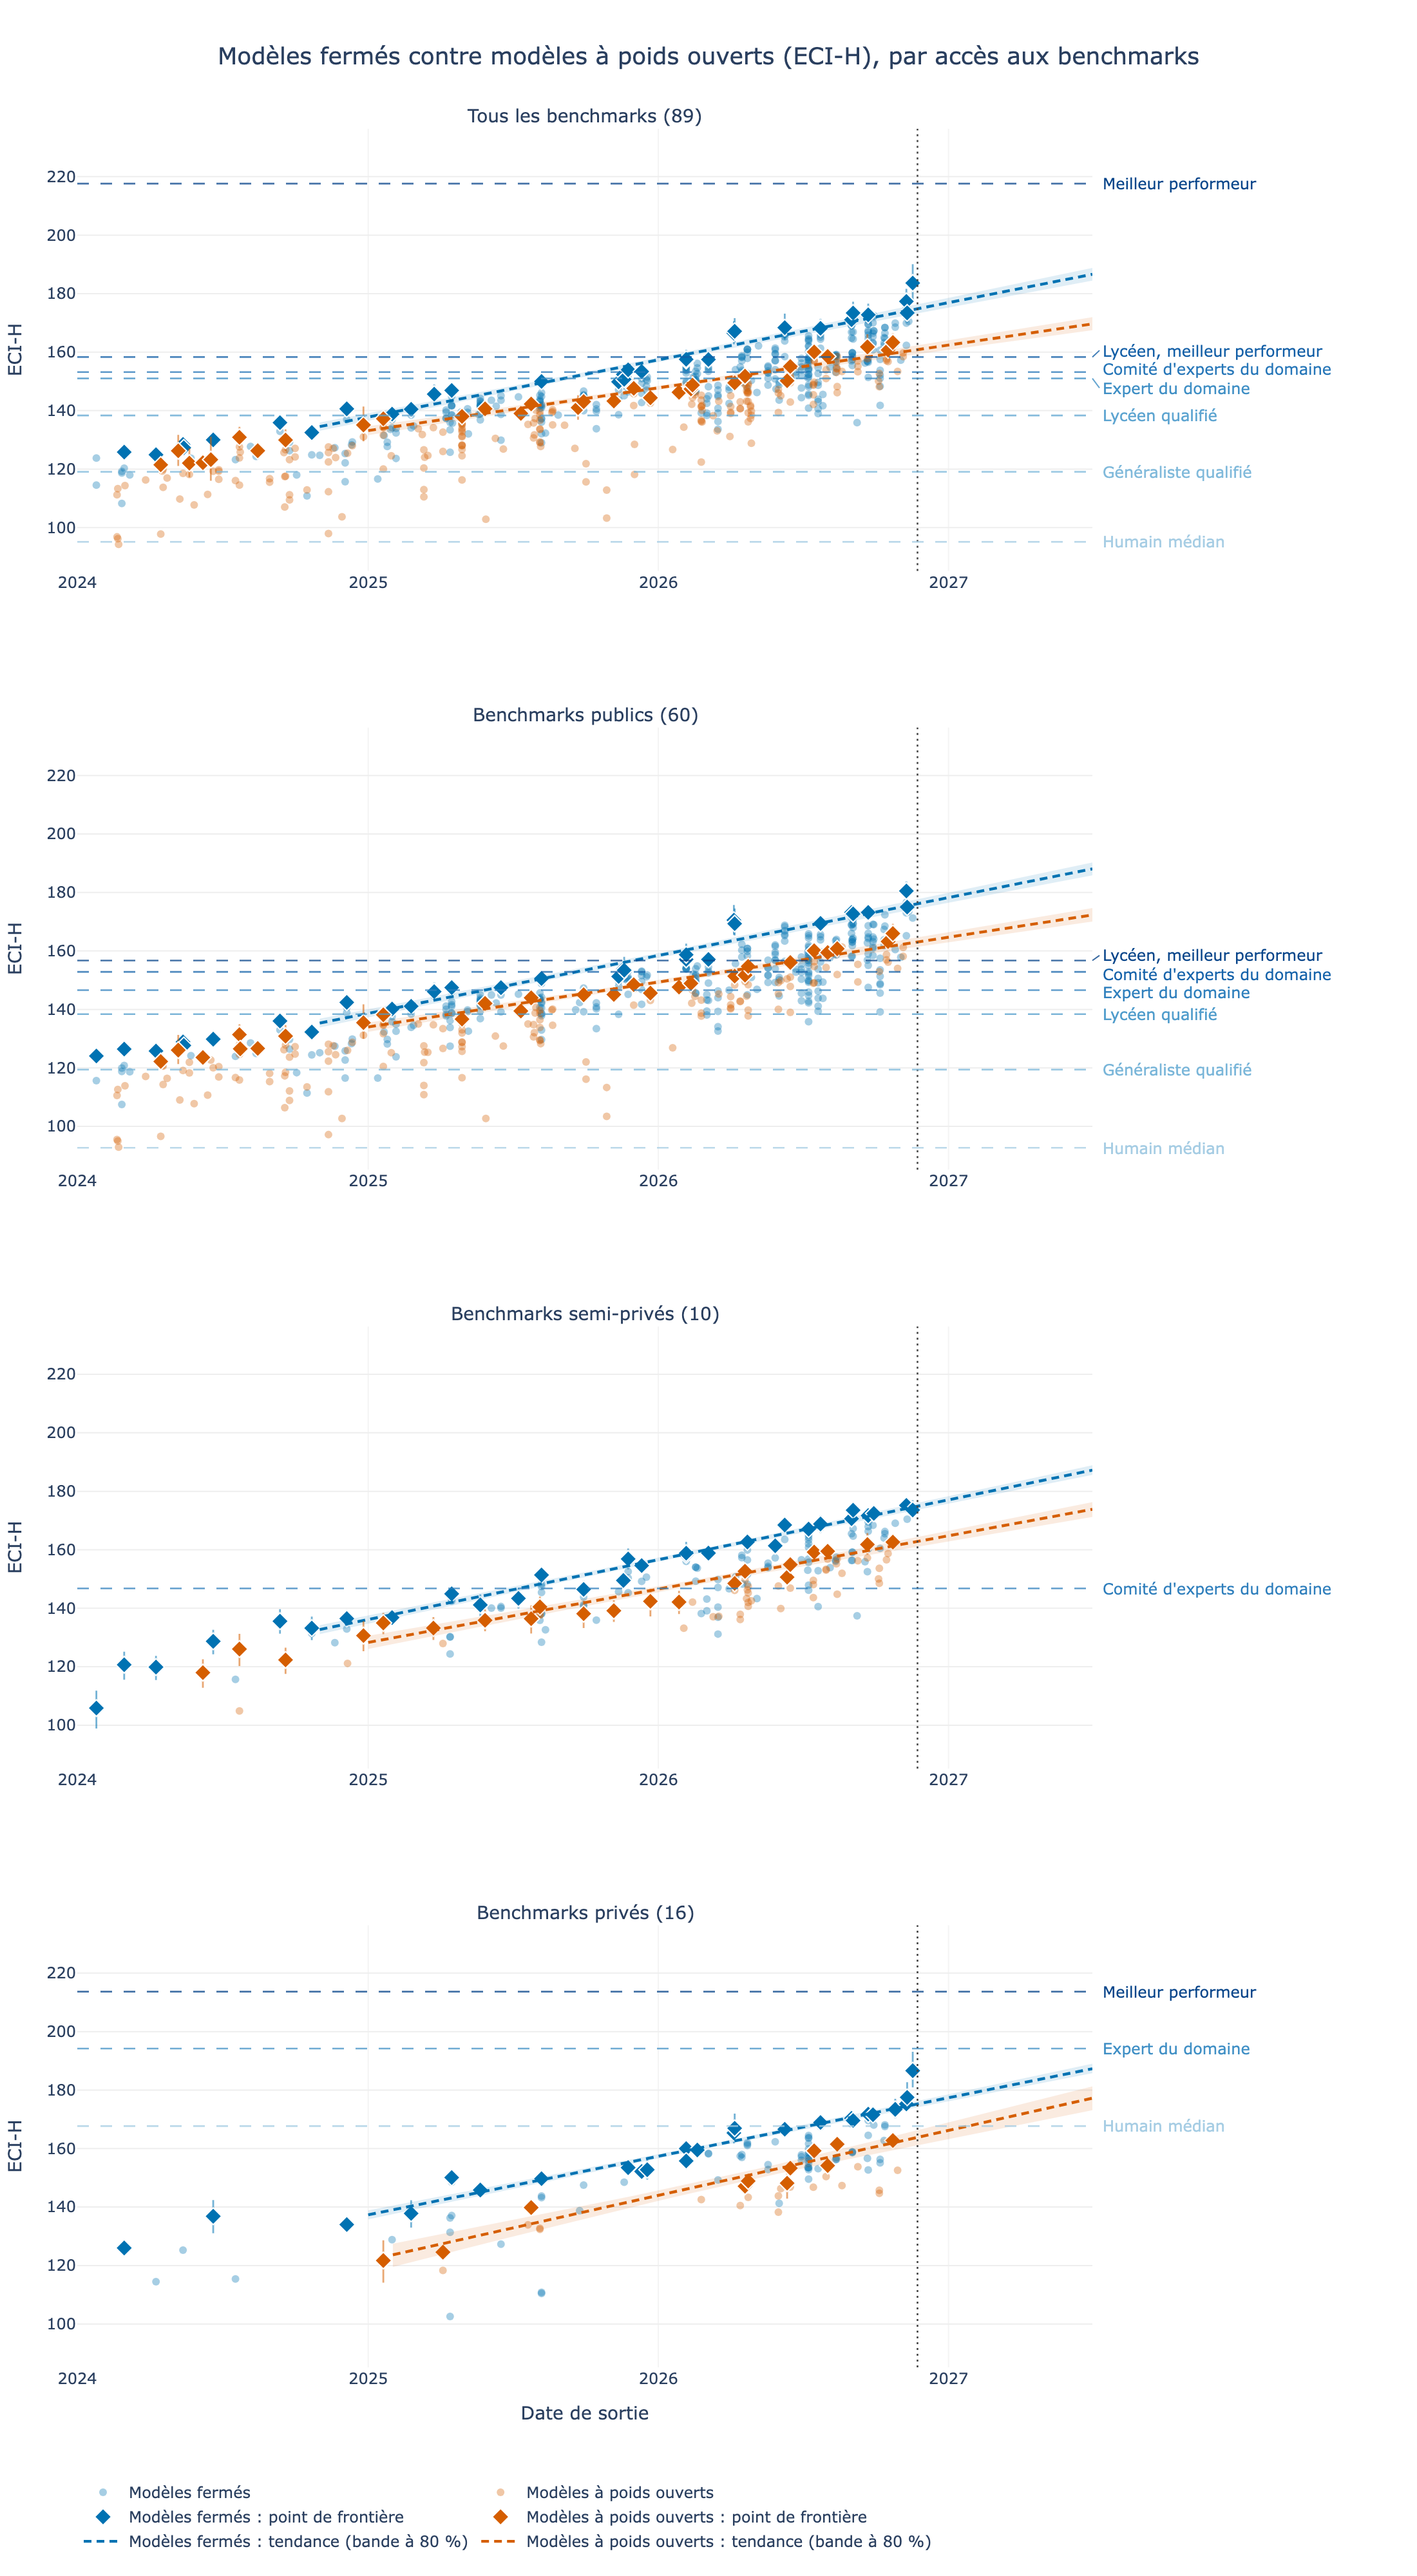 Modèles fermés contre modèles à poids ouverts (ECI-H), par accès aux benchmarks
Tous les benchmarks (89)
ECI-H
220
200
180
160
140
120
100
Meilleur performeur
Lycéen, meilleur performeur
Comité d'experts du domaine
Expert du domaine
Lycéen qualifié
Généraliste qualifié
Humain médian
2024
2025
2026
2027
Benchmarks publics (60)
ECI-H
220
200
180
160
140
120
100
Lycéen, meilleur performeur
Comité d'experts du domaine
Expert du domaine
Lycéen qualifié
Généraliste qualifié
Humain médian
2024
2025
2026
2027
Benchmarks semi-privés (10)
ECI-H
220
200
180
160
140
120
100
Comité d'experts du domaine
2024
2025
2026
2027
Benchmarks privés (16)
ECI-H
220
200
180
160
140
120
100
Meilleur performeur
Expert du domaine
Humain médian
2024
2025
2026
2027
Date de sortie
Modèles fermés
Modèles à poids ouverts
Modèles fermés : point de frontière
Modèles à poids ouverts : point de frontière
Modèles fermés : tendance (bande à 80 %)
Modèles à poids ouverts : tendance (bande à 80 %)